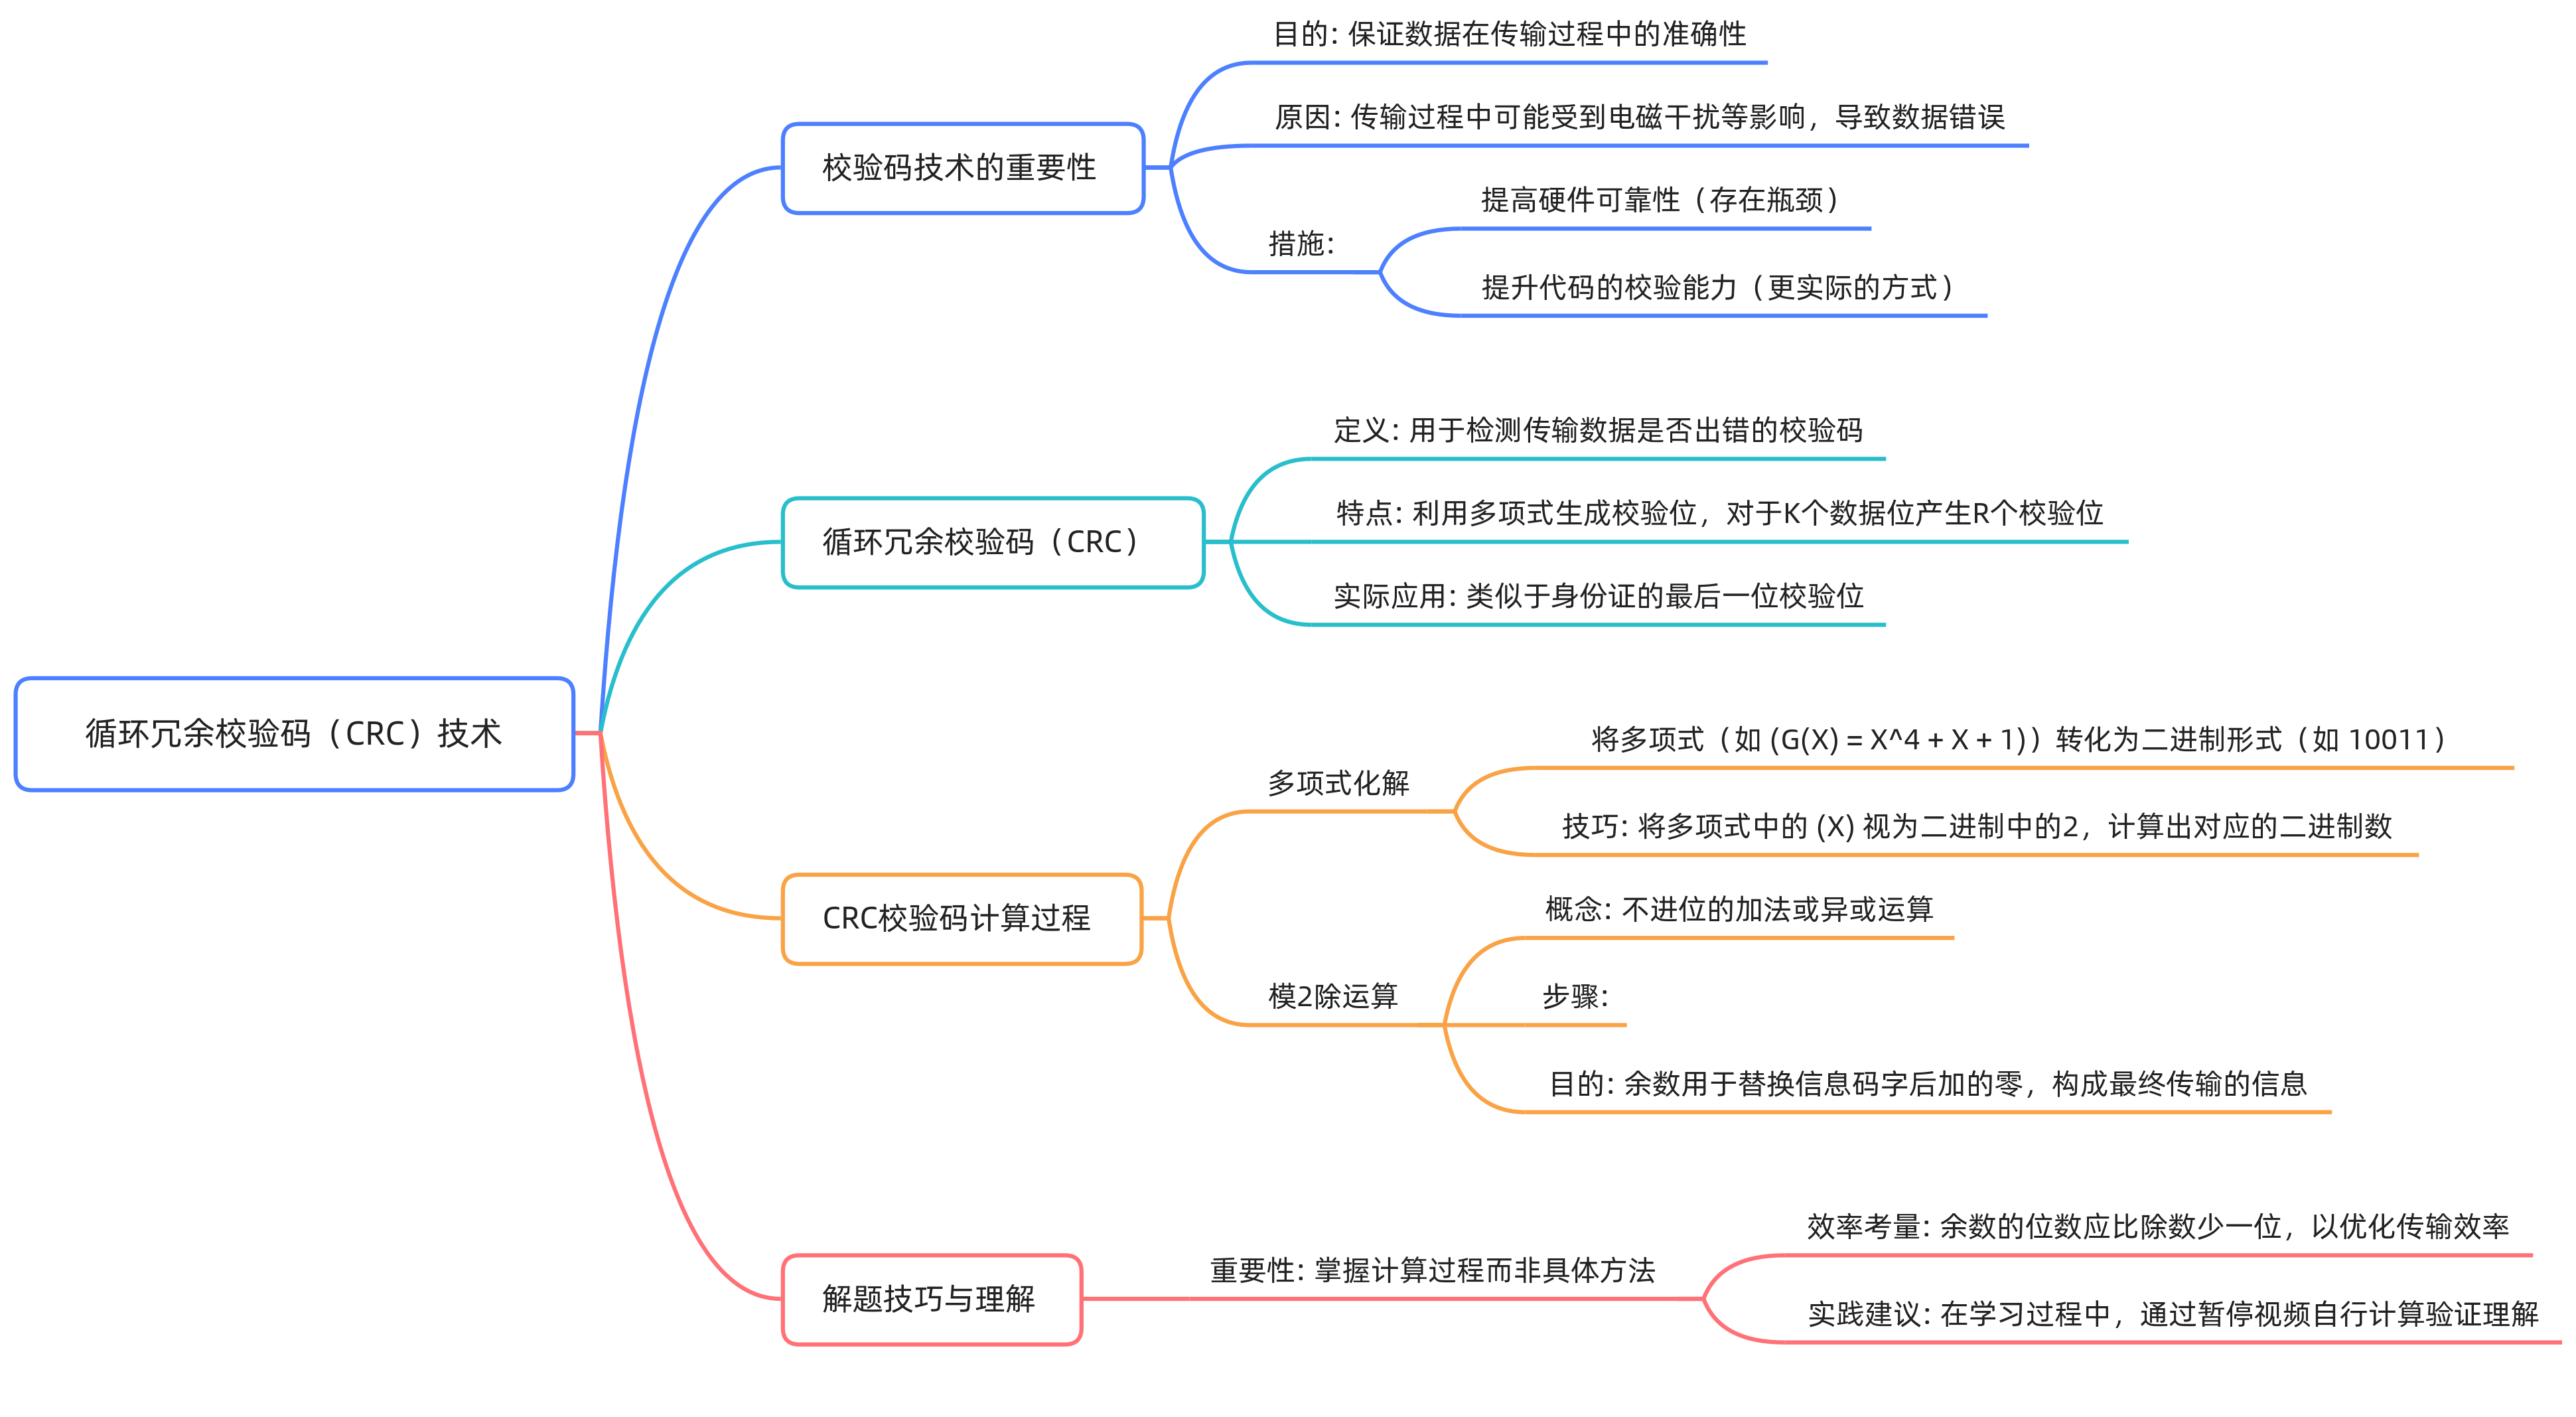 循环冗余校验码（CRC）技术
校验码技术的重要性
目的: 保证数据在传输过程中的准确性
原因: 传输过程中可能受到电磁干扰等影响，导致数据错误
措施:
提高硬件可靠性（存在瓶颈）
提升代码的校验能力（更实际的方式）
循环冗余校验码（CRC）
定义: 用于检测传输数据是否出错的校验码
特点: 利用多项式生成校验位，对于K个数据位产生R个校验位
实际应用: 类似于身份证的最后一位校验位
CRC校验码计算过程
多项式化解
将多项式（如 (G(X) = X^4 + X + 1)）转化为二进制形式（如 10011）
技巧: 将多项式中的 (X) 视为二进制中的2，计算出对应的二进制数
模2除运算
概念: 不进位的加法或异或运算
步骤:
目的: 余数用于替换信息码字后加的零，构成最终传输的信息
解题技巧与理解
重要性: 掌握计算过程而非具体方法
效率考量: 余数的位数应比除数少一位，以优化传输效率
实践建议: 在学习过程中，通过暂停视频自行计算验证理解